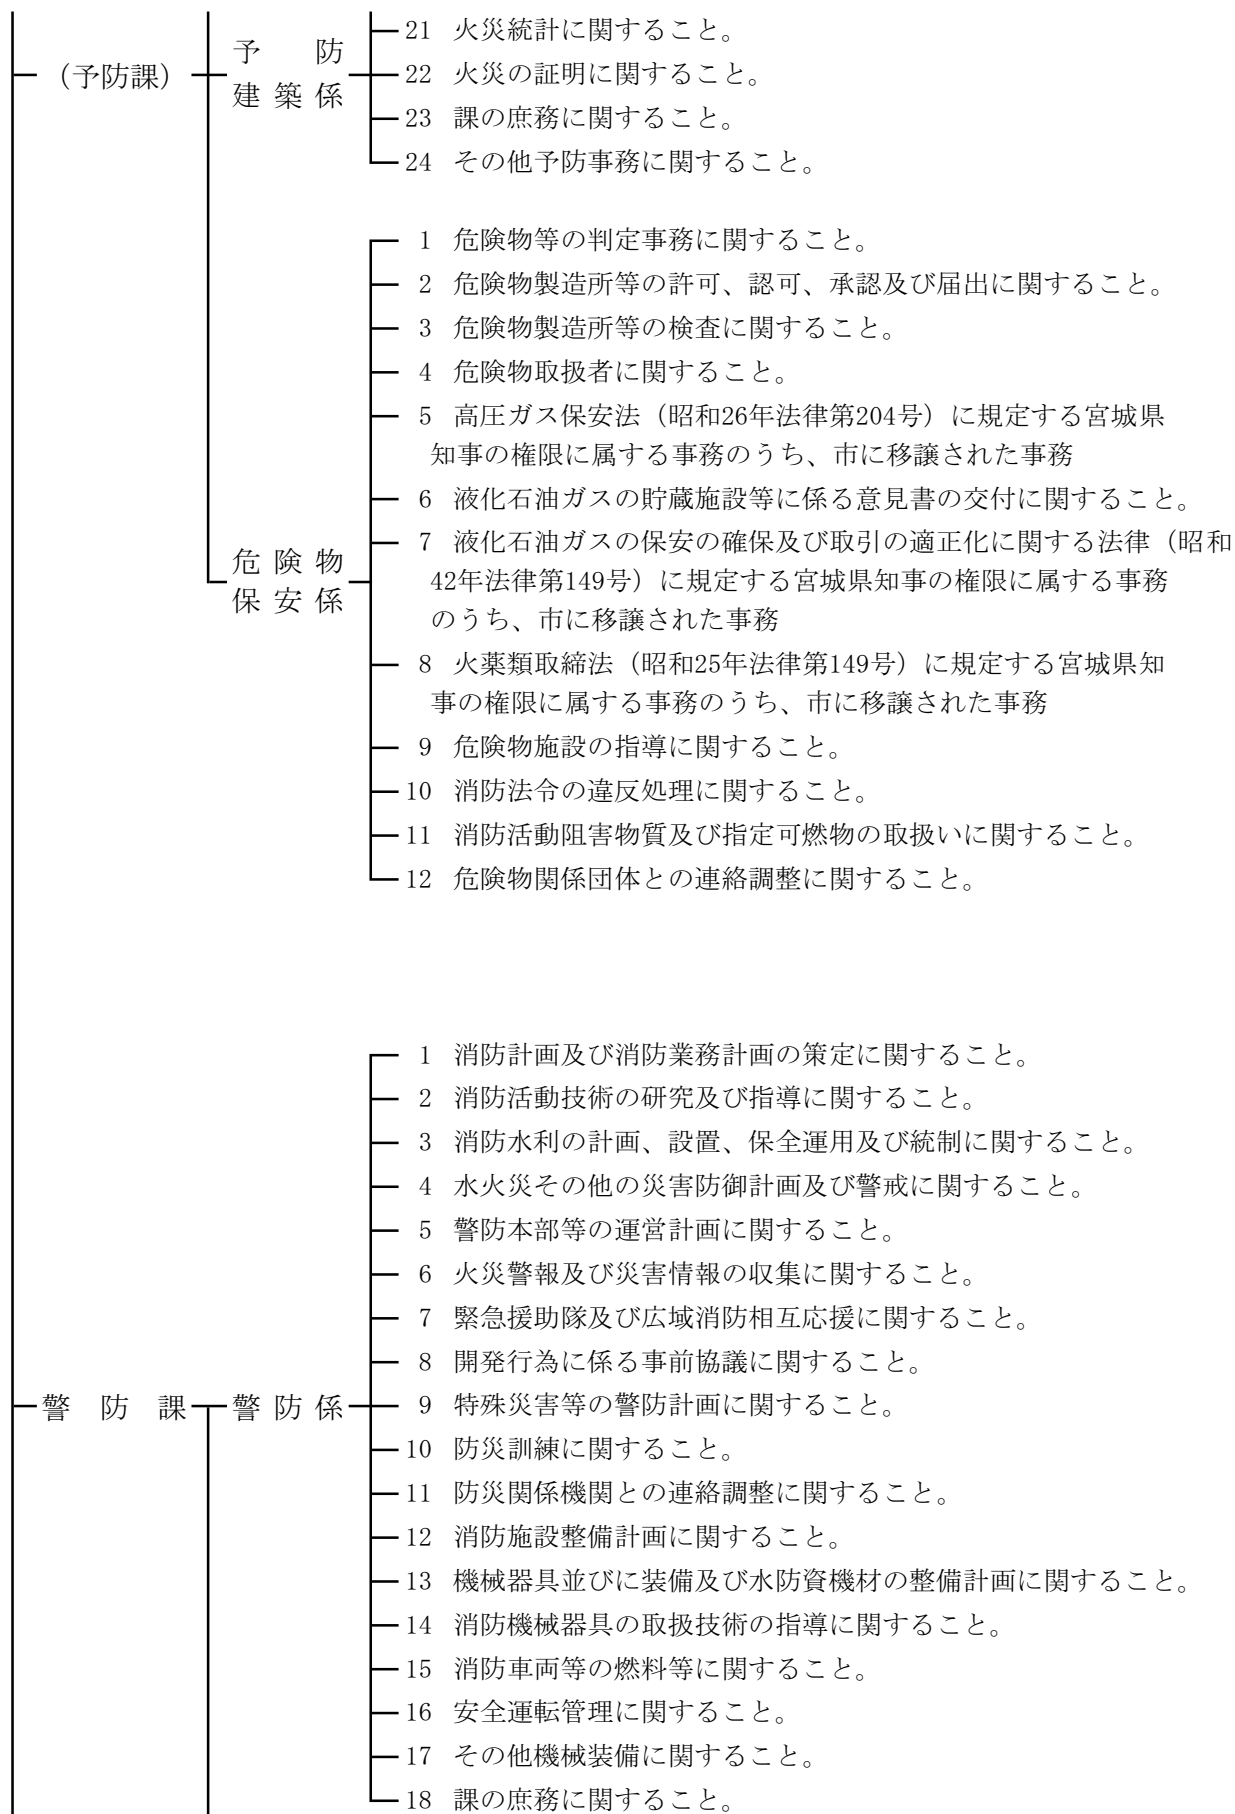 21 火災統計に関すること。
（予防課）
予防
建築係
22 火災の証明に関すること。
23 課の庶務に関すること。
24 その他予防事務に関すること。
危険物
保安係
1 危険物等の判定事務に関すること。
2 危険物製造所等の許可、認可、承認及び届出に関すること。
3 危険物製造所等の検査に関すること。
4 危険物取扱者に関すること。
5 高圧ガス保安法（昭和26年法律第204号）に規定する宮城県
知事の権限に属する事務のうち、市に移譲された事務
6 液化石油ガスの貯蔵施設等に係る意見書の交付に関すること。
7 液化石油ガスの保安の確保及び取引の適正化に関する法律（昭和
42年法律第149号）に規定する宮城県知事の権限に属する事務
のうち、市に移譲された事務
8 火薬類取締法（昭和25年法律第149号）に規定する宮城県知
事の権限に属する事務のうち、市に移譲された事務
9 危険物施設の指導に関すること。
10 消防法令の違反処理に関すること。
11 消防活動阻害物質及び指定可燃物の取扱いに関すること。
12 危険物関係団体との連絡調整に関すること。
警防課
警防係
1 消防計画及び消防業務計画の策定に関すること。
2 消防活動技術の研究及び指導に関すること。
3 消防水利の計画、設置、保全運用及び統制に関すること。
4 水火災その他の災害防御計画及び警戒に関すること。
5 警防本部等の運営計画に関すること。
6 火災警報及び災害情報の収集に関すること。
7 緊急援助隊及び広域消防相互応援に関すること。
8 開発行為に係る事前協議に関すること。
9 特殊災害等の警防計画に関すること。
10 防災訓練に関すること。
11 防災関係機関との連絡調整に関すること。
12 消防施設整備計画に関すること。
13 機械器具並びに装備及び水防資機材の整備計画に関すること。
14 消防機械器具の取扱技術の指導に関すること。
15 消防車両等の燃料等に関すること。
16 安全運転管理に関すること。
17 その他機械装備に関すること。
18 課の庶務に関すること。